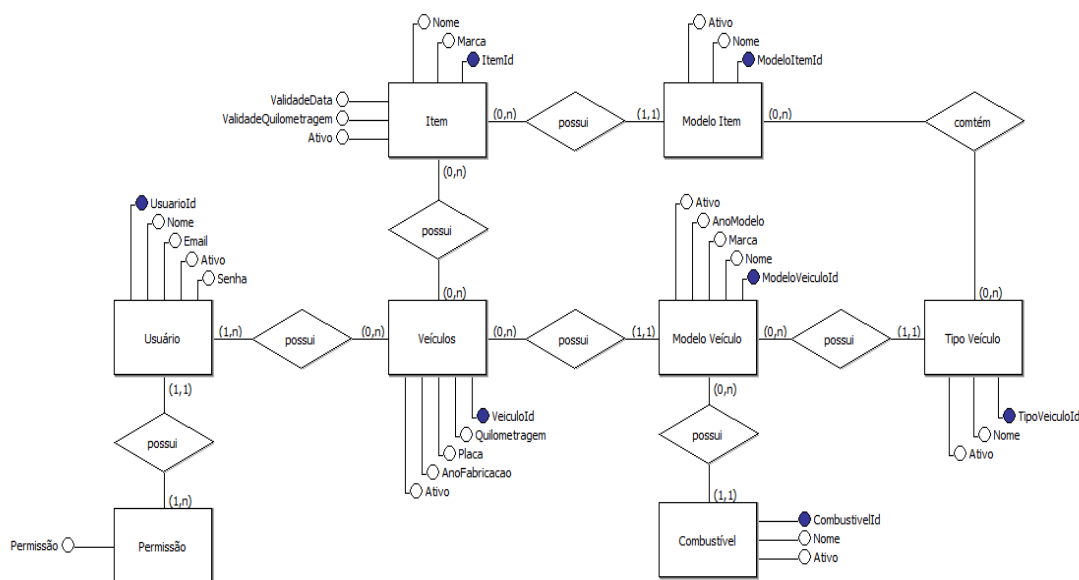 Nome
Marca
ItemId
ValidadeData
ValidadeQuilometragem
Ativo
Item
(0,n)
possui
(1,1)
Ativo
Nome
ModeloItemId
Modelo Item
(0,n)
comtém
(0,n)
possui
(0,n)
UsuarioId
Nome
Email
Ativo
Senha
Usuário
(1,n)
possui
(0,n)
Veículos
(0,n)
possui
(1,1)
Ativo
AnoModelo
Marca
Nome
ModeloVeiculoId
Modelo Veículo
(0,n)
possui
(1,1)
(0,n)
Tipo Veículo
TipoVeiculoId
Nome
Ativo
VeiculoId
Quilometragem
Placa
AnoFabricacao
Ativo
(1,1)
possui
(1,n)
Permissão
Permissão
(0,n)
possui
(1,1)
Combustível
CombustivelId
Nome
Ativo